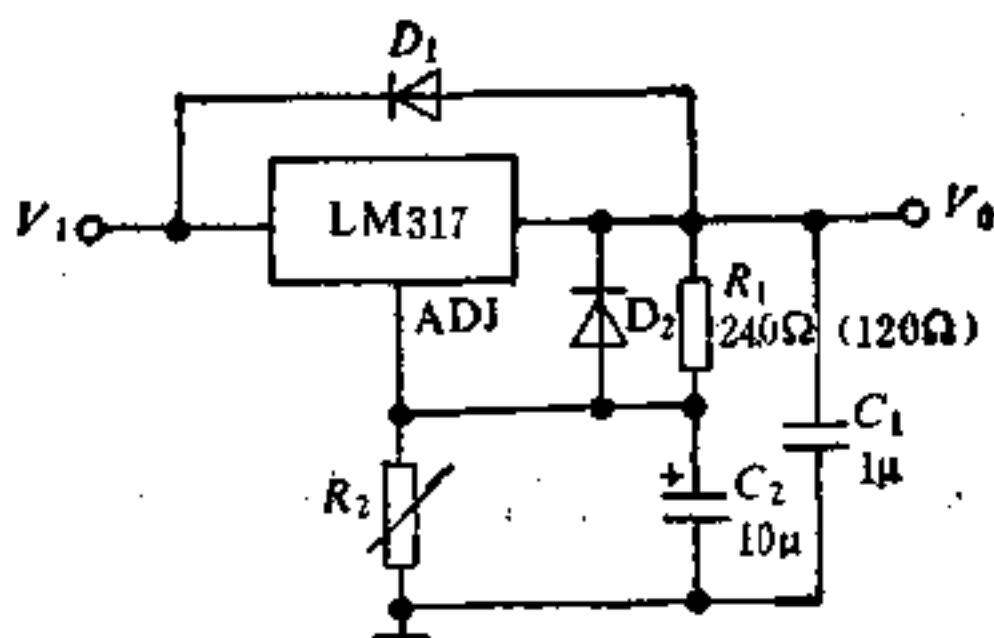 D₁
V₁
LM317
V₀
ADJ
D₂
R₁
240Ω (120Ω)
C₁
1μ
R₂
+
C₂
10μ